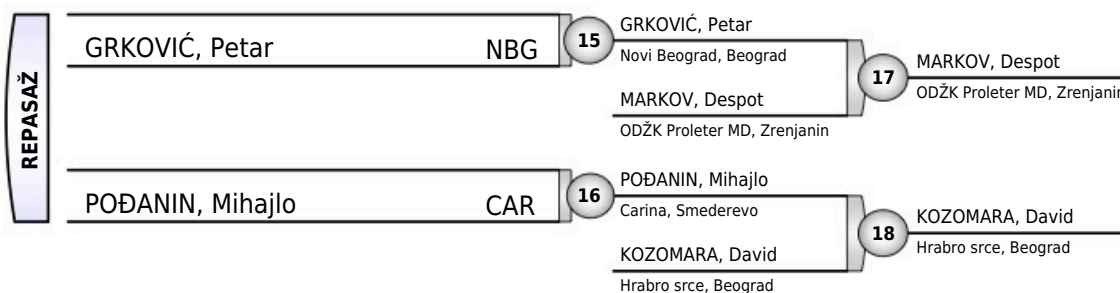 REPASAŽ
GRKOVIĆ, Petar NBG
15
GRKOVIĆ, Petar
Novi Beograd, Beograd
MARKOV, Despot
ODŽK Proleter MD, Zrenjanin
17
MARKOV, Despot
ODŽK Proleter MD, Zrenjanin
POĐANIN, Mihajlo CAR
16
POĐANIN, Mihajlo
Carina, Smederevo
KOZOMARA, David
Hrabro srce, Beograd
18
KOZOMARA, David
Hrabro srce, Beograd